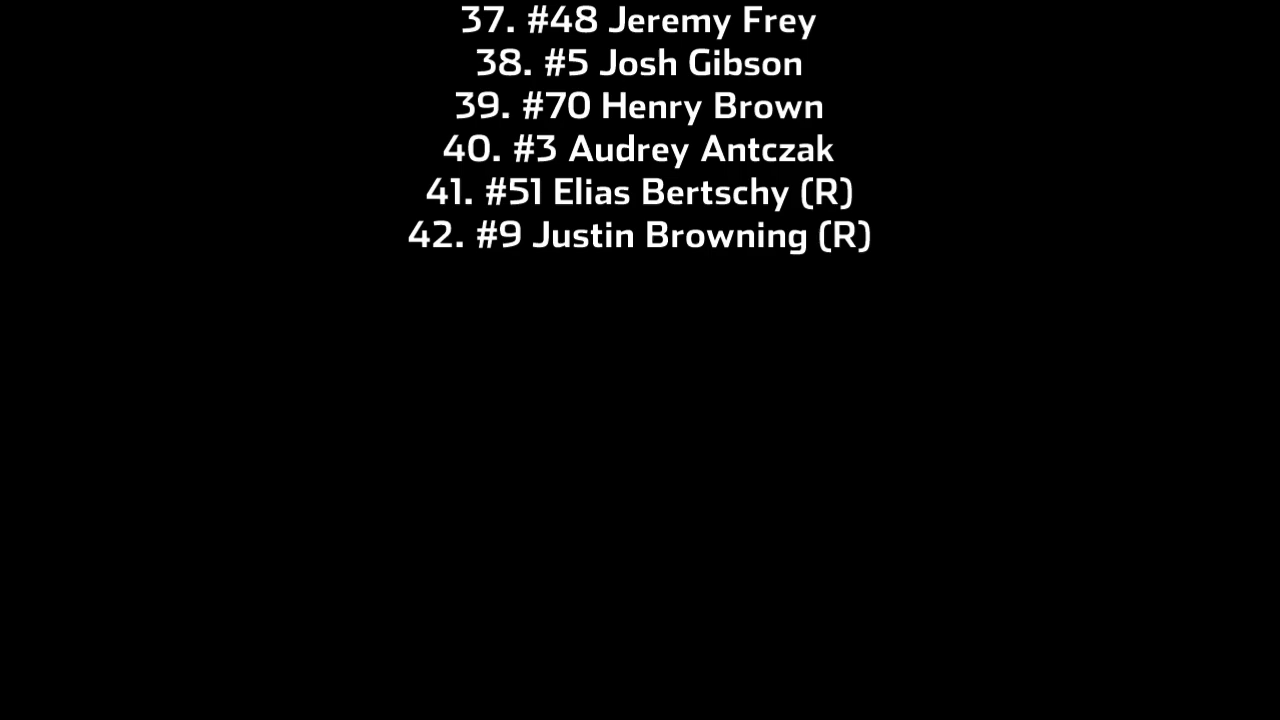 37. #48 Jeremy Frey
38. #5 Josh Gibson
39. #70 Henry Brown
40. #3 Audrey Antczak
41. #51 Elias Bertschy (R)
42. #9 Justin Browning (R)